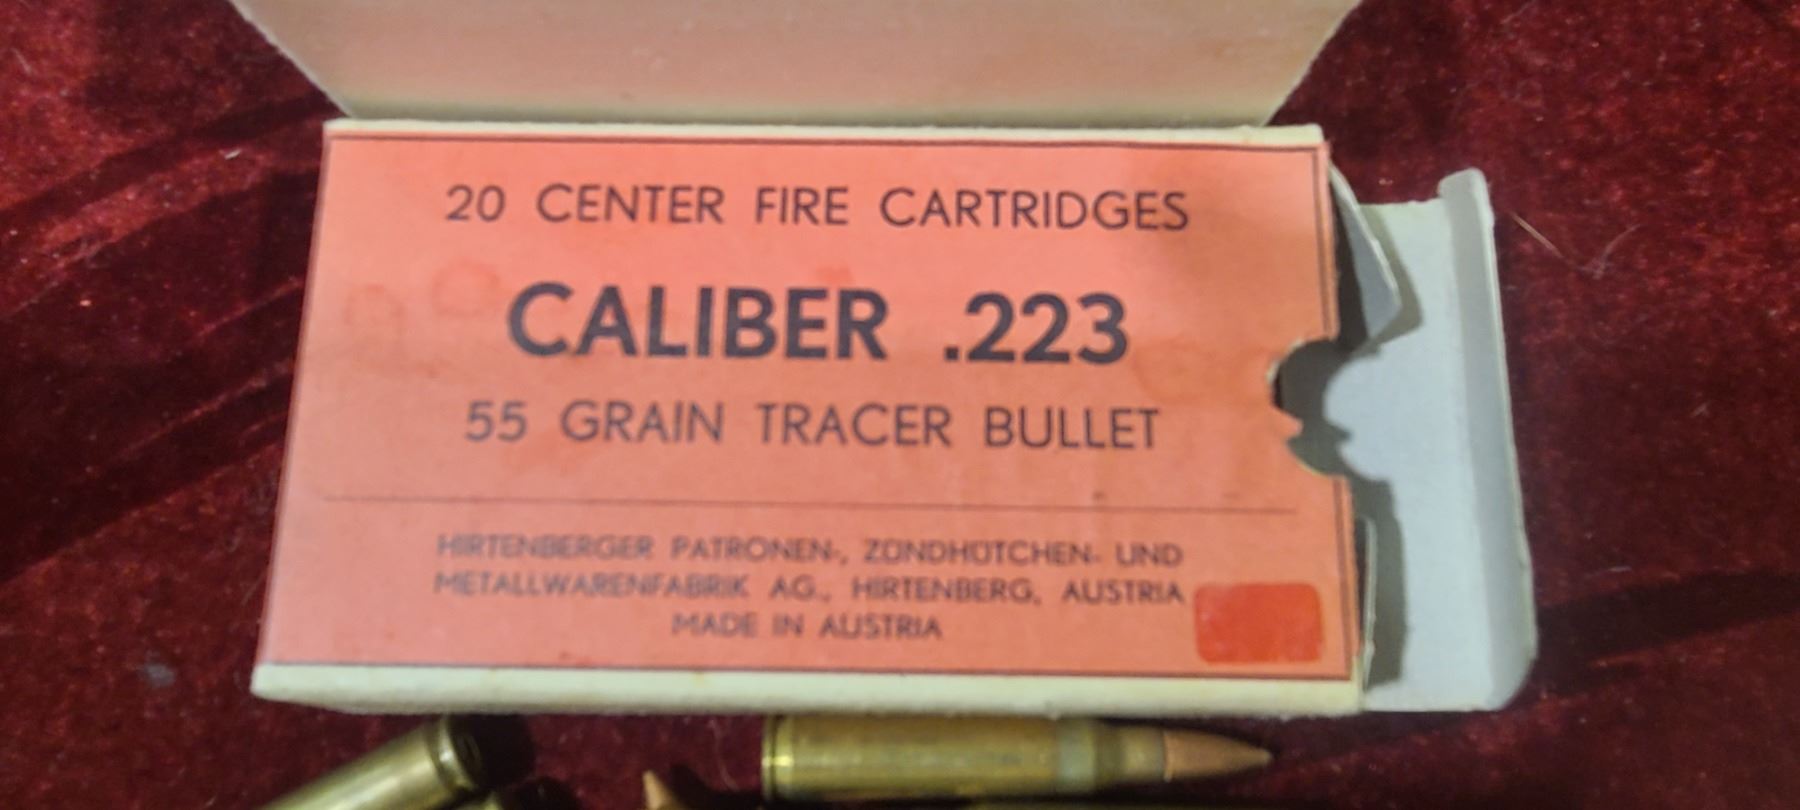 20 CENTER FIRE CARTRIDGES
CALIBER .223
55 GRAIN TRACER BULLET
HIRTENBERGER PATRONEN-, ZÜNDHÜTCHEN- UND
METALLWARENFABRIK AG., HIRTENBERG, AUSTRIA
MADE IN AUSTRIA